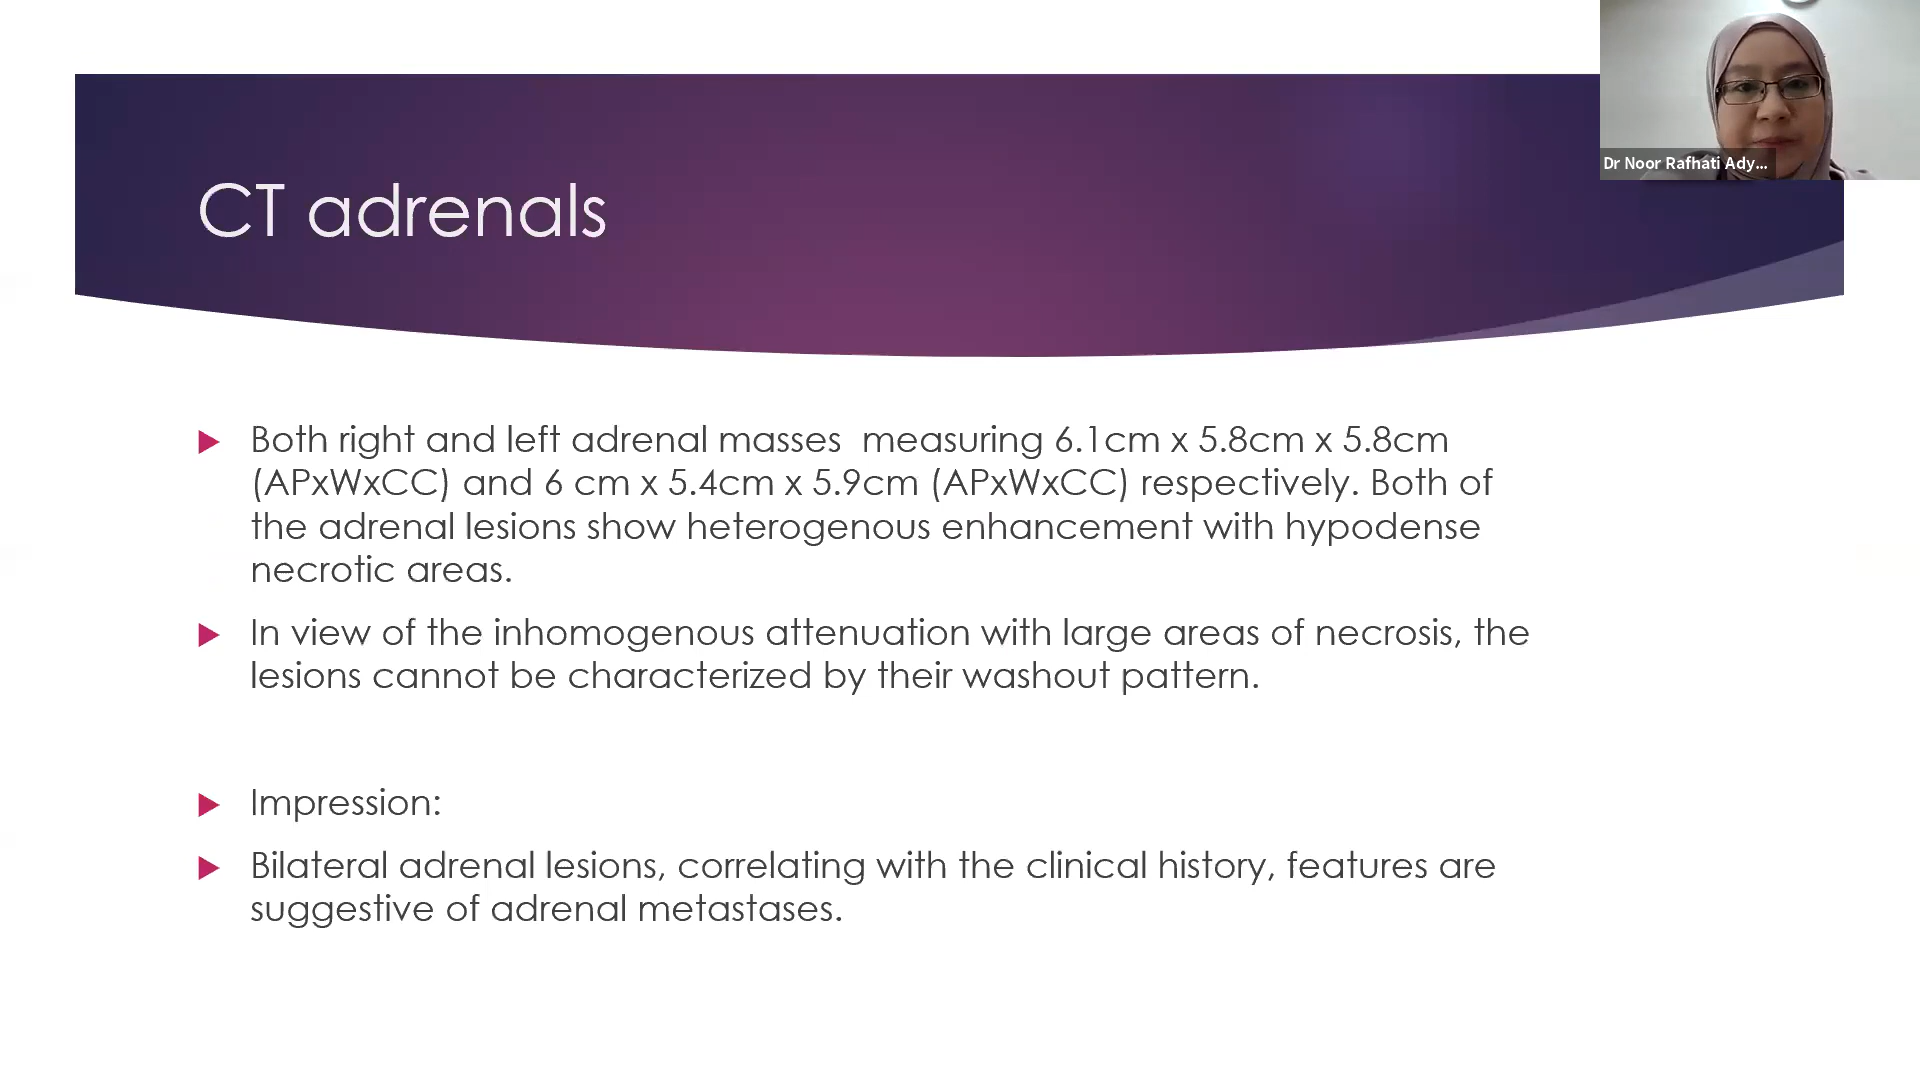 Dr Noor Rafhati Ady...
CT adrenals
Both right and left adrenal masses  measuring 6.1cm x 5.8cm x 5.8cm
(APxWxCC) and 6 cm x 5.4cm x 5.9cm (APxWxCC) respectively. Both of
the adrenal lesions show heterogenous enhancement with hypodense
necrotic areas.
In view of the inhomogenous attenuation with large areas of necrosis, the
lesions cannot be characterized by their washout pattern.
Impression:
Bilateral adrenal lesions, correlating with the clinical history, features are
suggestive of adrenal metastases.